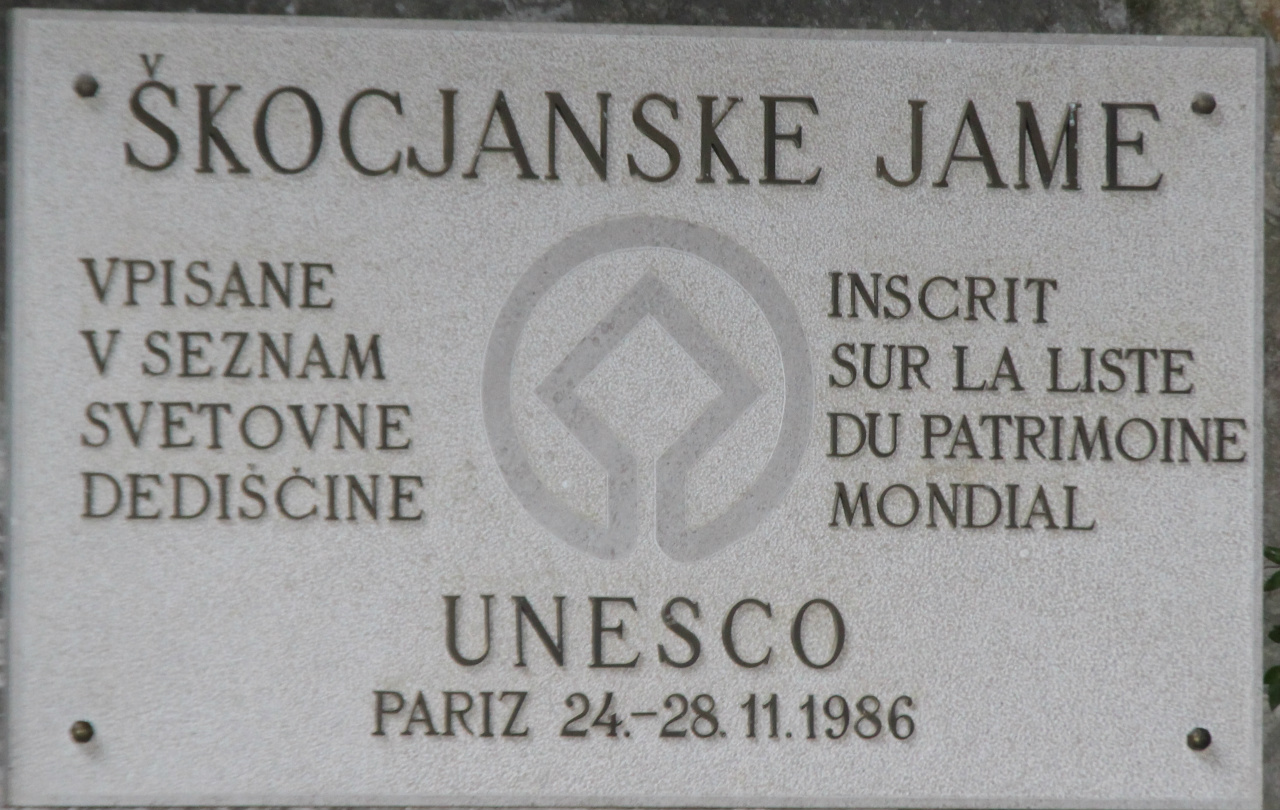 ŠKOCJANSKE JAME
VPISANE
V SEZNAM
SVETOVNE
DEDIŠČINE
INSCRIT
SUR LA LISTE
DU PATRIMOINE
MONDIAL
UNESCO
PARIZ 24.-28.11.1986